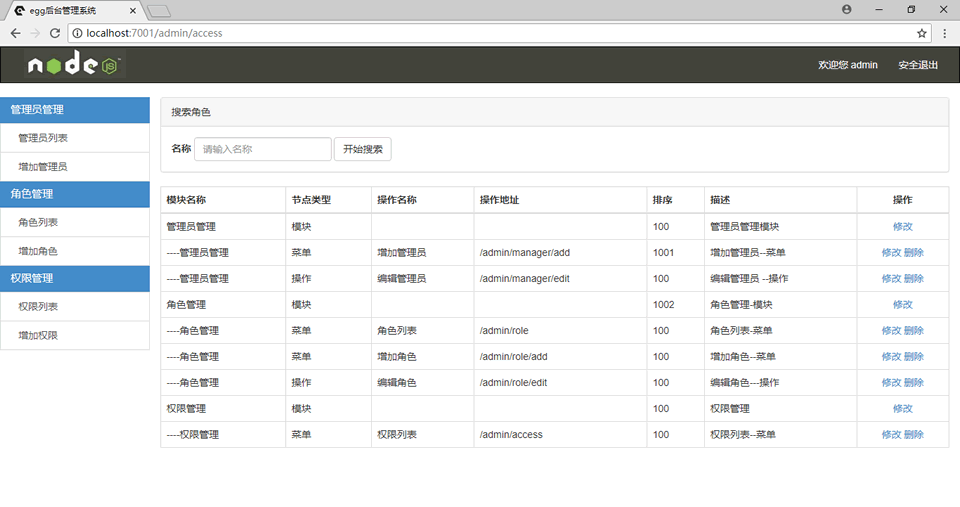 egg后台管理系统
localhost:7001/admin/access
node JS 欢迎您 admin 安全退出
管理员管理
管理员列表
增加管理员
角色管理
角色列表
增加角色
权限管理
权限列表
增加权限
搜索角色
名称 请输入名称 开始搜索
模块名称 节点类型 操作名称 操作地址 排序 描述 操作
管理员管理 模块 100 管理员管理模块 修改
----管理员管理 菜单 增加管理员 /admin/manager/add 1001 增加管理员--菜单 修改 删除
----管理员管理 操作 编辑管理员 /admin/manager/edit 100 编辑管理员 --操作 修改 删除
角色管理 模块 1002 角色管理-模块 修改
----角色管理 菜单 角色列表 /admin/role 100 角色列表-菜单 修改 删除
----角色管理 菜单 增加角色 /admin/role/add 100 增加角色--菜单 修改 删除
----角色管理 操作 编辑角色 /admin/role/edit 100 编辑角色---操作 修改 删除
权限管理 模块 100 权限管理 修改
----权限管理 菜单 权限列表 /admin/access 100 权限列表--菜单 修改 删除